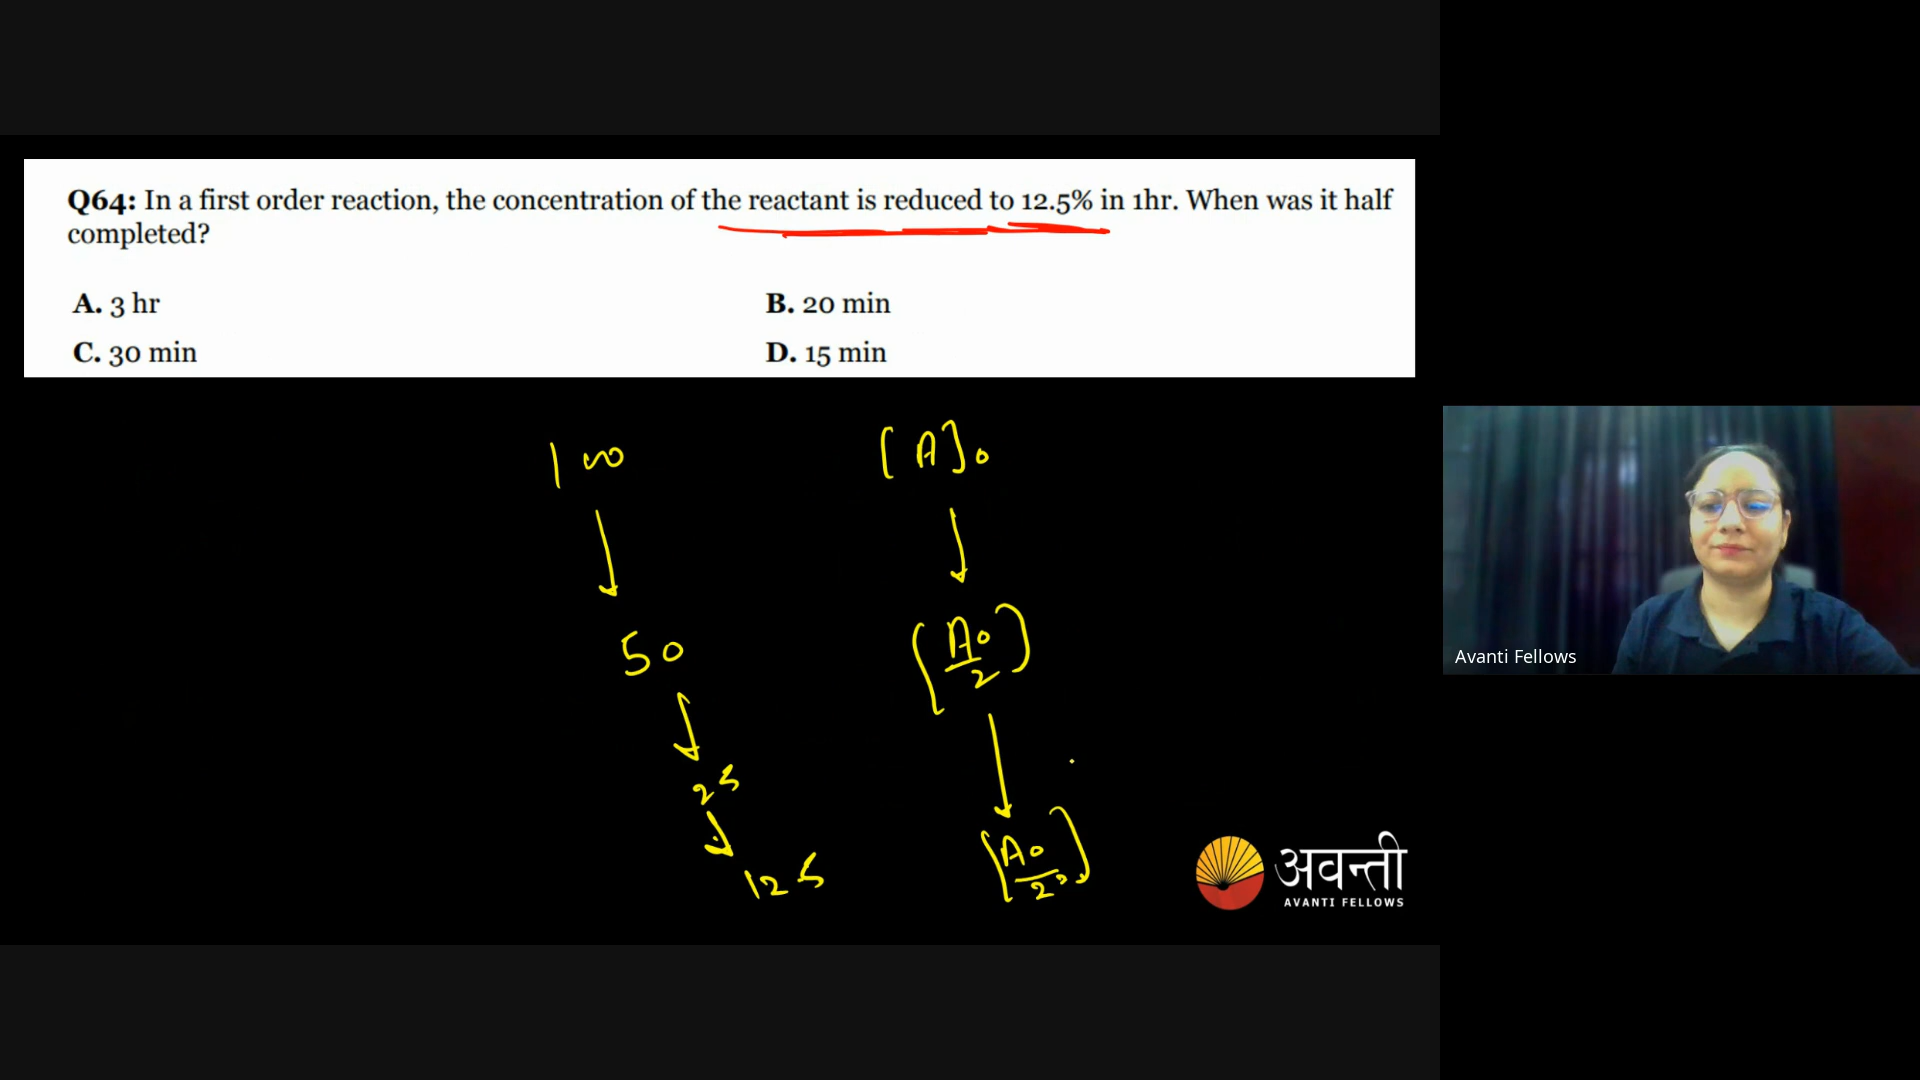 Q64: In a first order reaction, the concentration of the reactant is reduced to 12.5% in 1hr. When was it half
completed?
A. 3 hr
B. 20 min
C. 30 min
D. 15 min
100
[A]0
50
[A0/2]
25
[A0/2³]
12.5
Avanti Fellows
अवन्ती
AVANTI FELLOWS